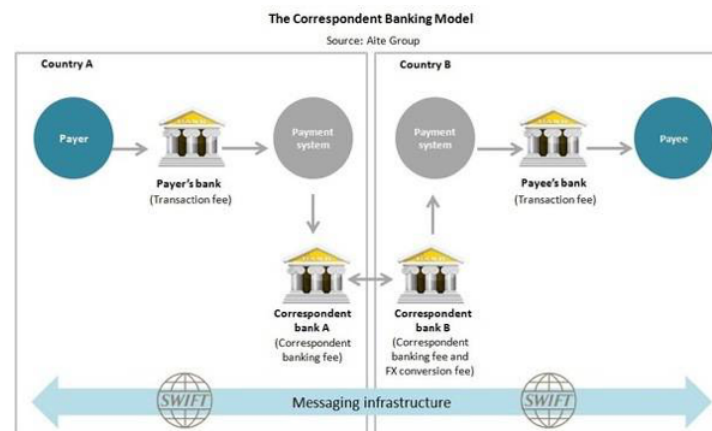 The Correspondent Banking Model
Source: Aite Group
Country A
Country B
Payer
Payment
system
Payment
system
Payee
Payer's bank
(Transaction fee)
Payee's bank
(Transaction fee)
Correspondent
bank A
(Correspondent
banking fee)
Correspondent
bank B
(Correspondent
banking fee and
FX conversion fee)
SWIFT
Messaging infrastructure
SWIFT